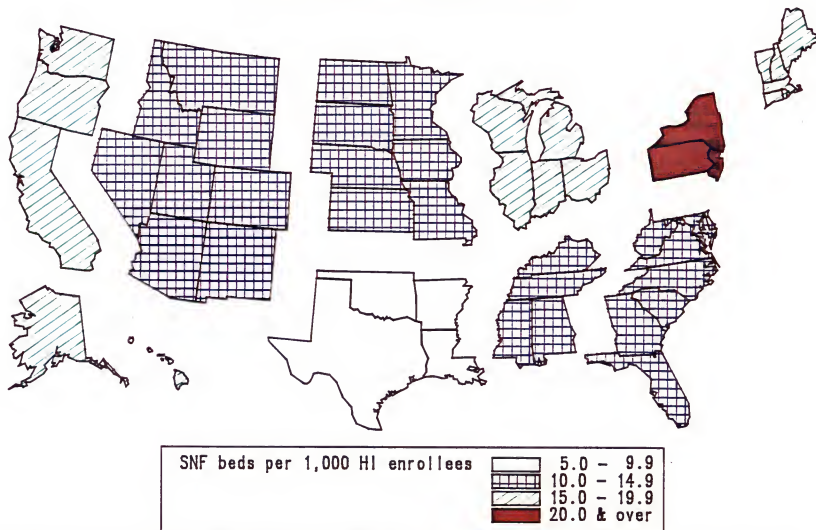 SNF beds per 1,000 HI enrollees
5.0 - 9.9
10.0 - 14.9
15.0 - 19.9
20.0 & over